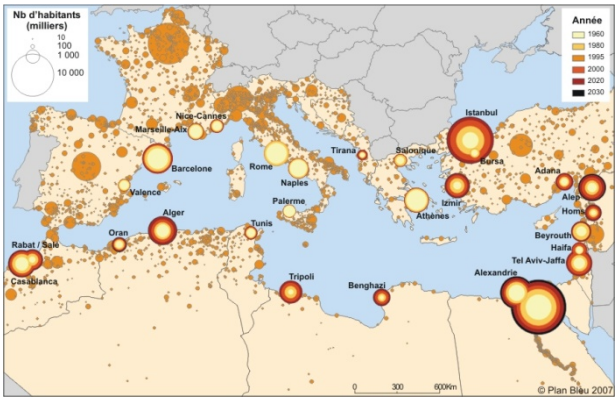 Nb d'habitants
(milliers)
10
100
1 000
10 000
Année
1960
1980
1995
2000
2020
2030
Nice-Cannes
Marseille-Aix
Istanbul
Bursa
Barcelone
Rome
Tirana
Salonique
Adana
Alep
Naples
Valence
Izmir
Homs
Palerme
Athènes
Alger
Tunis
Beyrouth
Oran
Haifa
Rabat / Salé
Tel Aviv-Jaffa
Casablanca
Tripoli
Benghazi
Alexandrie
0 300 600Km
© Plan Bleu 2007